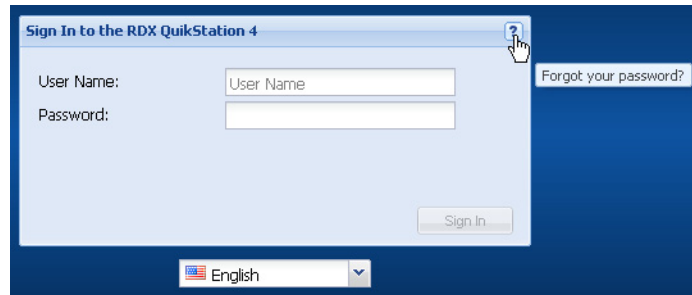 Sign In to the RDX QuikStation 4
?
User Name:
User Name
Forgot your password?
Password:
Sign In
English